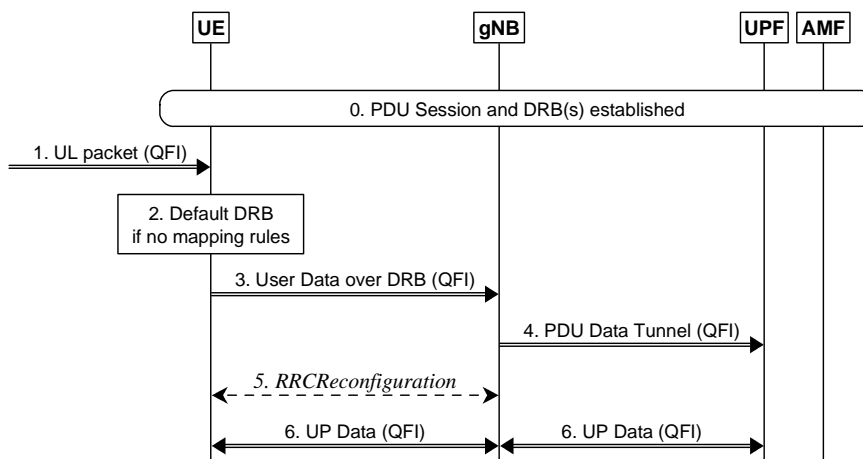 UE
gNB
UPF
AMF
0. PDU Session and DRB(s) established
1. UL packet (QFI)
2. Default DRB
if no mapping rules
3. User Data over DRB (QFI)
4. PDU Data Tunnel (QFI)
5. RRCReconfiguration
6. UP Data (QFI)
6. UP Data (QFI)